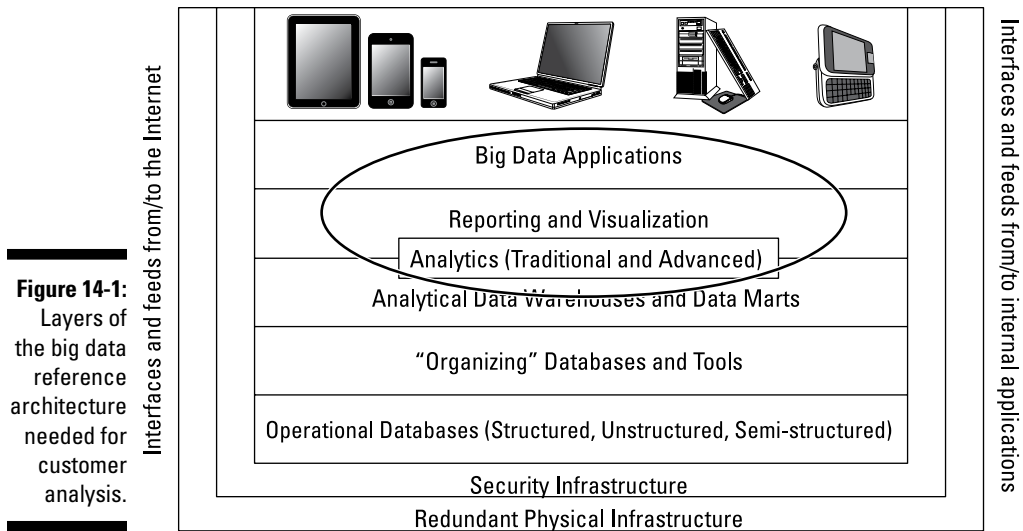 Interfaces and feeds from/to the Internet
Big Data Applications
Reporting and Visualization
Analytics (Traditional and Advanced)
Analytical Data Warehouses and Data Marts
“Organizing” Databases and Tools
Operational Databases (Structured, Unstructured, Semi-structured)
Security Infrastructure
Redundant Physical Infrastructure
Interfaces and feeds from/to internal applications
Figure 14-1:
Layers of
the big data
reference
architecture
needed for
customer
analysis.